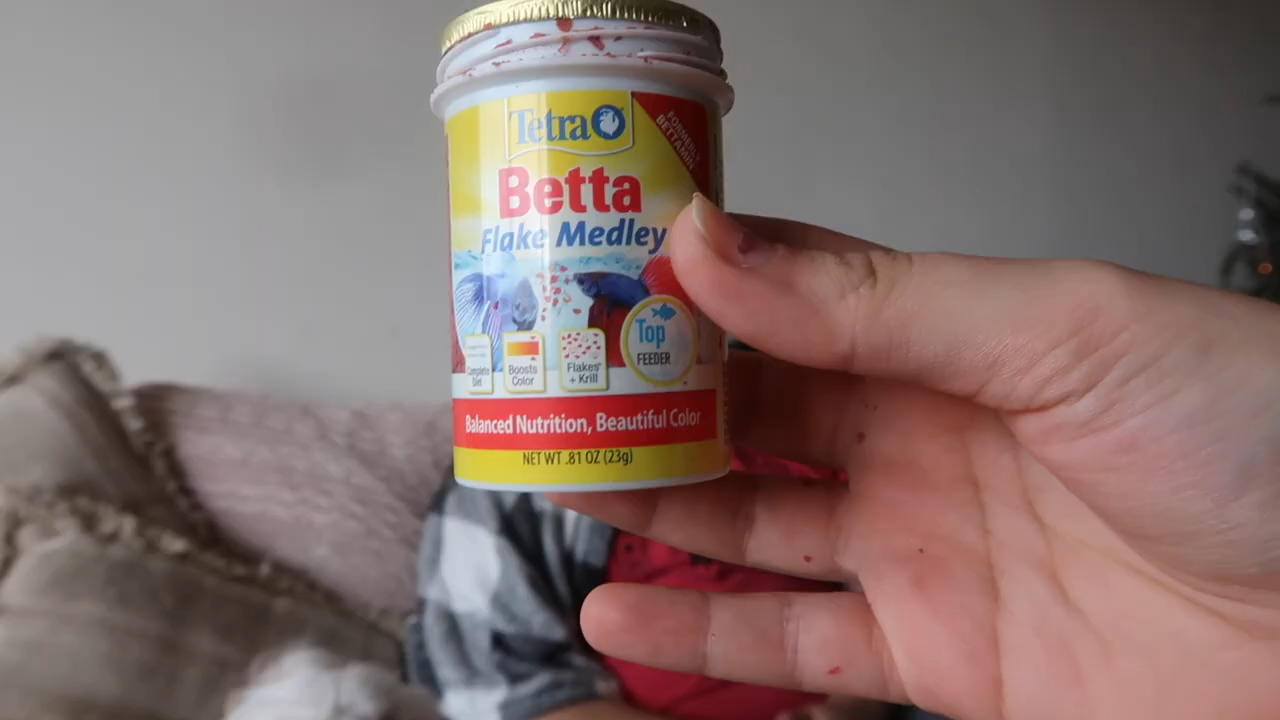 Tetra
FORMERLY
BETTAMIN
Betta
Flake Medley
Complete
Diet
Boosts
Color
Flakes
+ Krill
Top
FEEDER
Balanced Nutrition, Beautiful Color
NET WT .81 OZ (23g)